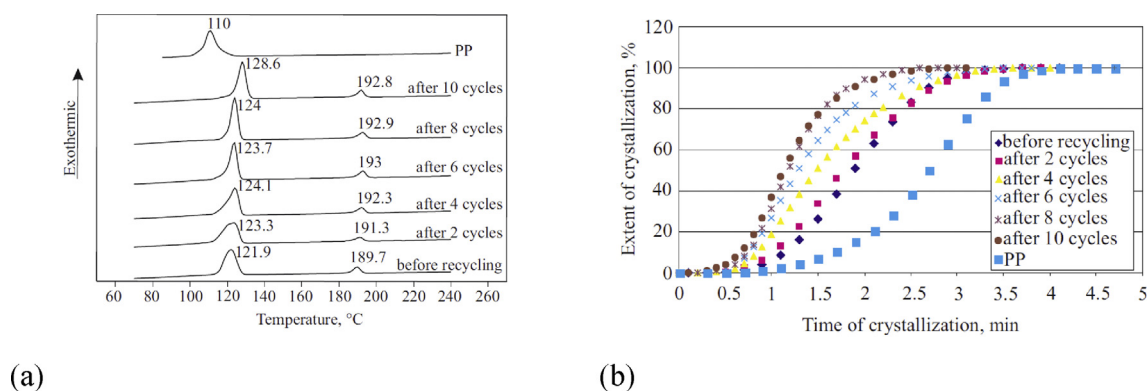 110
PP
128.6
192.8
after 10 cycles
124
192.9
after 8 cycles
123.7
193
after 6 cycles
124.1
192.3
after 4 cycles
123.3
191.3
after 2 cycles
121.9
189.7
before recycling
Exothermic
60 80 100 120 140 160 180 200 220 240 260
Temperature, °C
(a)
120
100
80
60
40
20
0
Extent of crystallization, %
before recycling
after 2 cycles
after 4 cycles
after 6 cycles
after 8 cycles
after 10 cycles
PP
0 0.5 1 1.5 2 2.5 3 3.5 4 4.5 5
Time of crystallization, min
(b)